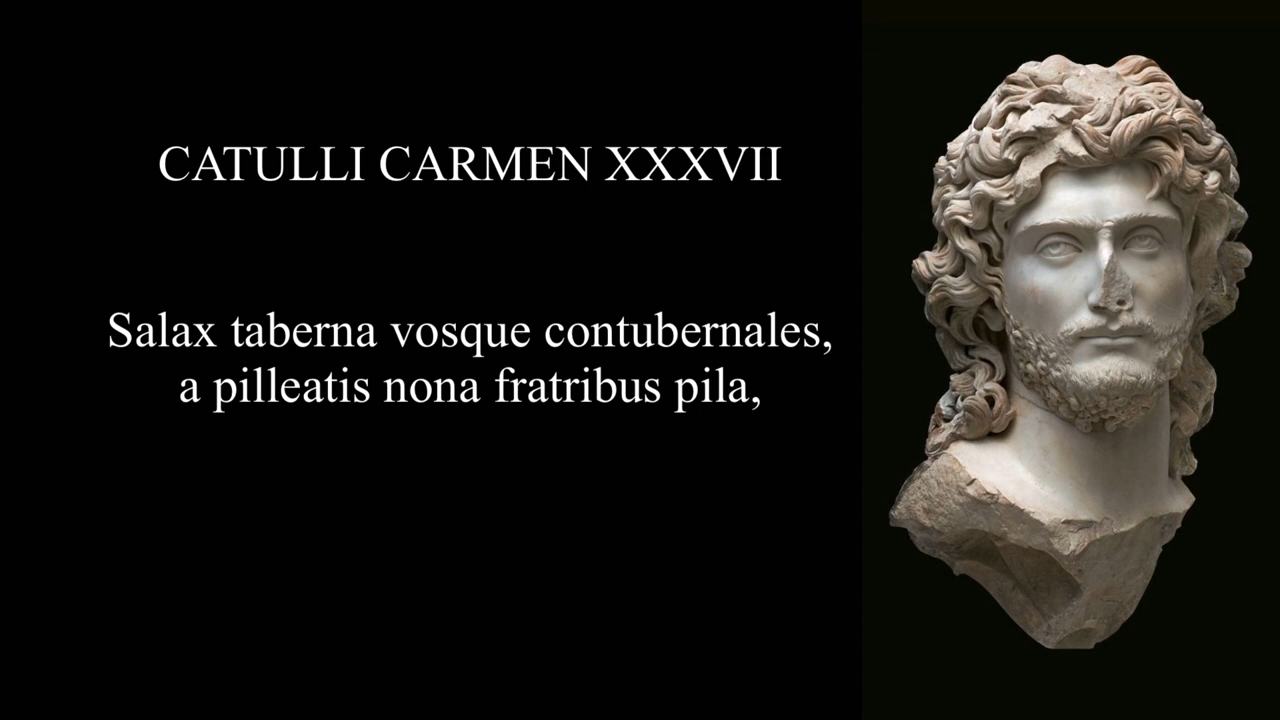 CATULLI CARMEN XXXVII
Salax taberna vosque contubernales,
a pilleatis nona fratribus pila,